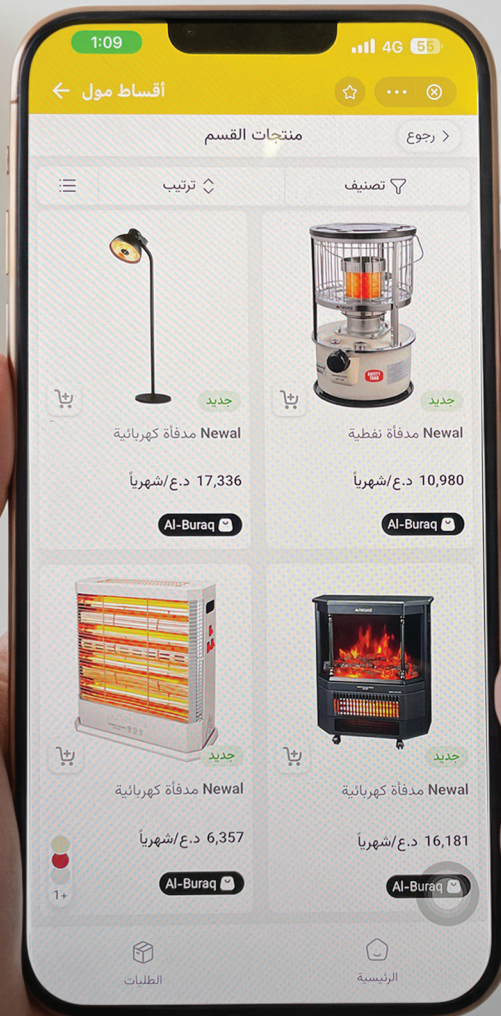 1:09
4G 55
أقساط مول
رجوع
منتجات القسم
تصنيف
ترتيب
SAFETY TANK
جديد
جديد
Newal مدفأة نفطية
Newal مدفأة كهربائية
10,980 د.ع/شهرياً
17,336 د.ع/شهرياً
Al-Buraq
Al-Buraq
جديد
جديد
Newal مدفأة كهربائية
Newal مدفأة كهربائية
16,181 د.ع/شهرياً
6,357 د.ع/شهرياً
Al-Buraq
Al-Buraq
1+
الرئيسية
الطلبات